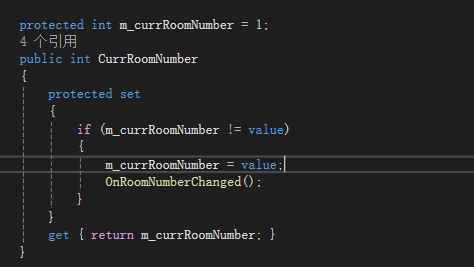 protected int m_currRoomNumber = 1;
4 个引用
public int CurrRoomNumber
{
protected set
{
if (m_currRoomNumber != value)
{
m_currRoomNumber = value;
OnRoomNumberChanged();
}
}
get { return m_currRoomNumber; }
}